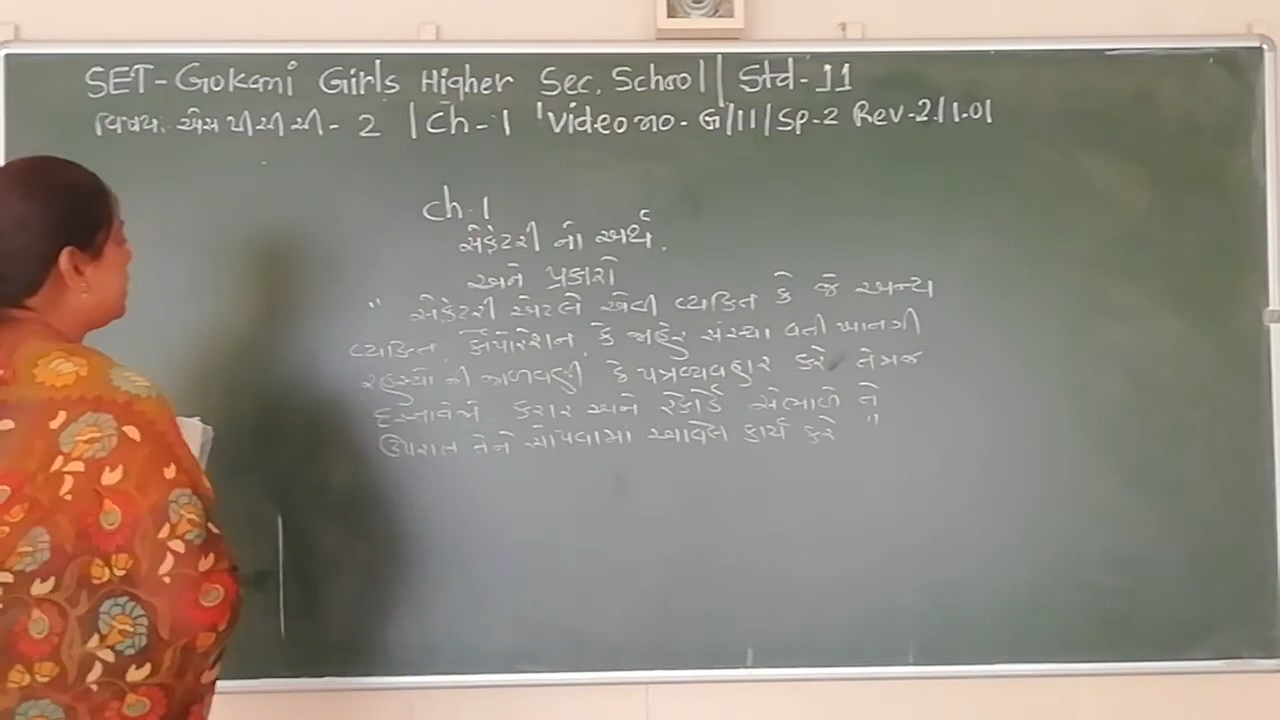 SET-Gokani Girls Higher Sec. School | Std-11
વિષય: એસ પી સી સી - 2 | Ch-1 'Video no - G/11/Sp-2 Rev-2/1.01
Ch-1
સેક્રેટરી નો અર્થ.
અને પ્રકારો
" સેક્રેટરી એટલે એવી વ્યકિત કે જે અન્ય
વ્યકિત, કોર્પોરેશન, કે જાહેર સંસ્થા વતી ખાનગી
રહસ્યો ની જાળવણી કે પત્રવ્યવહાર કરે તેમજ
દસ્તાવેજો કરાર અને રેકોર્ડ સંભાળે તે
ઉપરાત તેને સોપવામા આવેલ કાર્ય કરે "